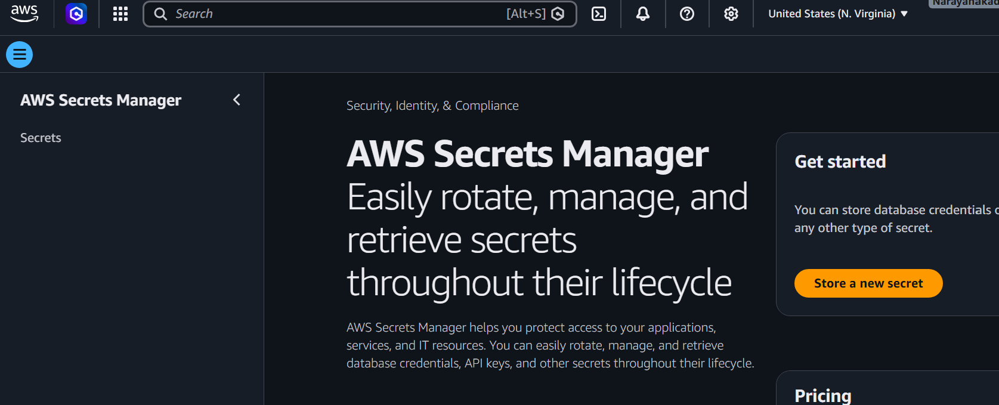 aws
Search [Alt+S]
United States (N. Virginia)
AWS Secrets Manager
Secrets
Security, Identity, & Compliance
AWS Secrets Manager
Easily rotate, manage, and
retrieve secrets
throughout their lifecycle
AWS Secrets Manager helps you protect access to your applications,
services, and IT resources. You can easily rotate, manage, and retrieve
database credentials, API keys, and other secrets throughout their lifecycle.
Get started
You can store database credentials
any other type of secret.
Store a new secret
Pricing